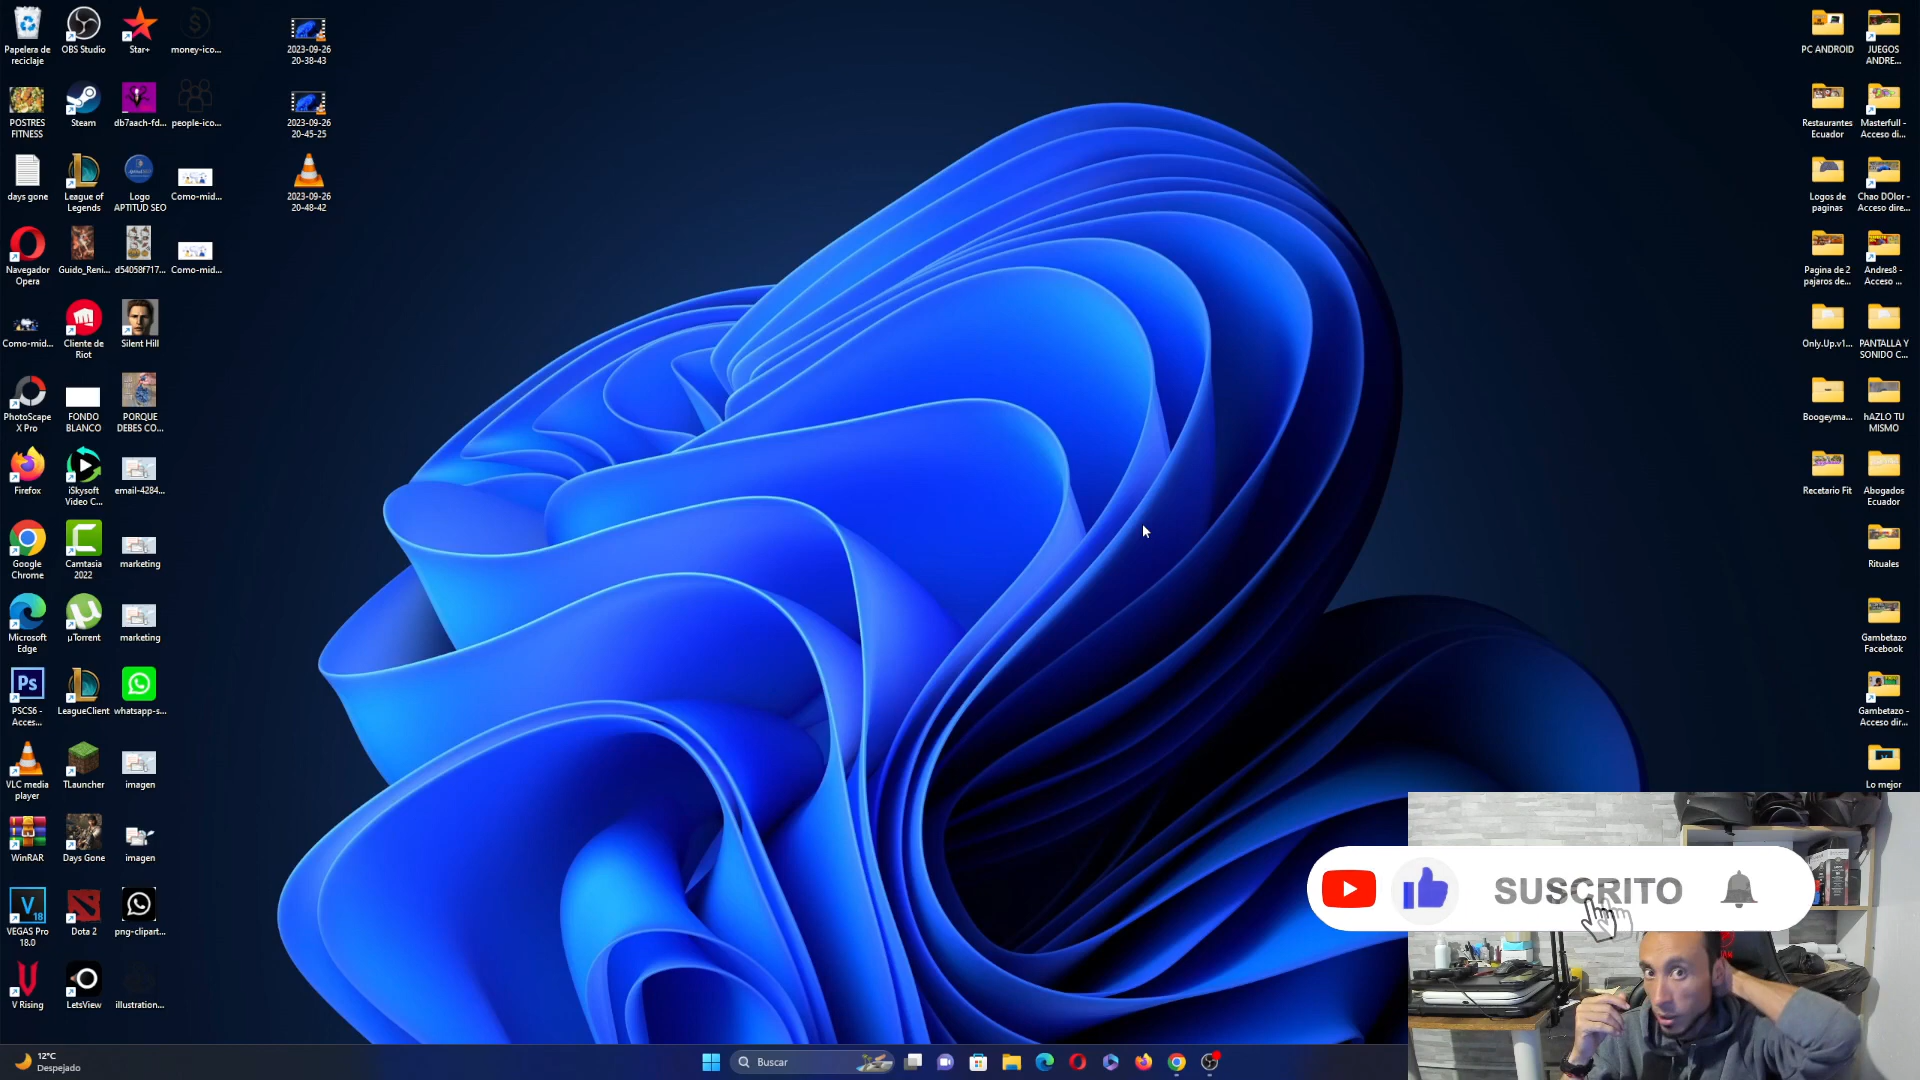 Papelera de
reciclaje
OBS Studio
Star+
money-ico...
2023-09-26
20-38-43
PC ANDROID
JUEGOS
ANDRE...
POSTRES
FITNESS
Steam
db7aach-fd...
people-ico...
2023-09-26
20-45-25
Restaurantes
Ecuador
Masterfull -
Acceso di...
days gone
League of
Legends
Logo
APTITUD SEO
Como-mid...
2023-09-26
20-48-42
Logos de
paginas
Chao DOlor -
Acceso dire...
Navegador
Opera
Guido_Reni...
d54058f717...
Como-mid...
Pagina de 2
pajaros de...
Andres8 -
Acceso ...
Como-mid...
Cliente de
Riot
Silent Hill
Only.Up.v1...
PANTALLA Y
SONIDO C...
PhotoScape
X Pro
FONDO
BLANCO
PORQUE
DEBES CO...
Boogeyma...
hAZLO TU
MISMO
Firefox
iSkysoft
Video C...
email-4284...
Recetario Fit
Abogados
Ecuador
Google
Chrome
Camtasia
2022
marketing
Rituales
Microsoft
Edge
µTorrent
marketing
Gambetazo
Facebook
Ps
PSCS6 -
Acces...
LeagueClient
whatsapp-s...
Gambetazo -
Acceso dir...
VLC media
player
TLauncher
imagen
Lo mejor
WinRAR
Days Gone
imagen
SUSCRITO
V
18
VEGAS Pro
18.0
Dota 2
png-clipart...
V Rising
LetsView
illustration...
12°C
Despejado
Buscar